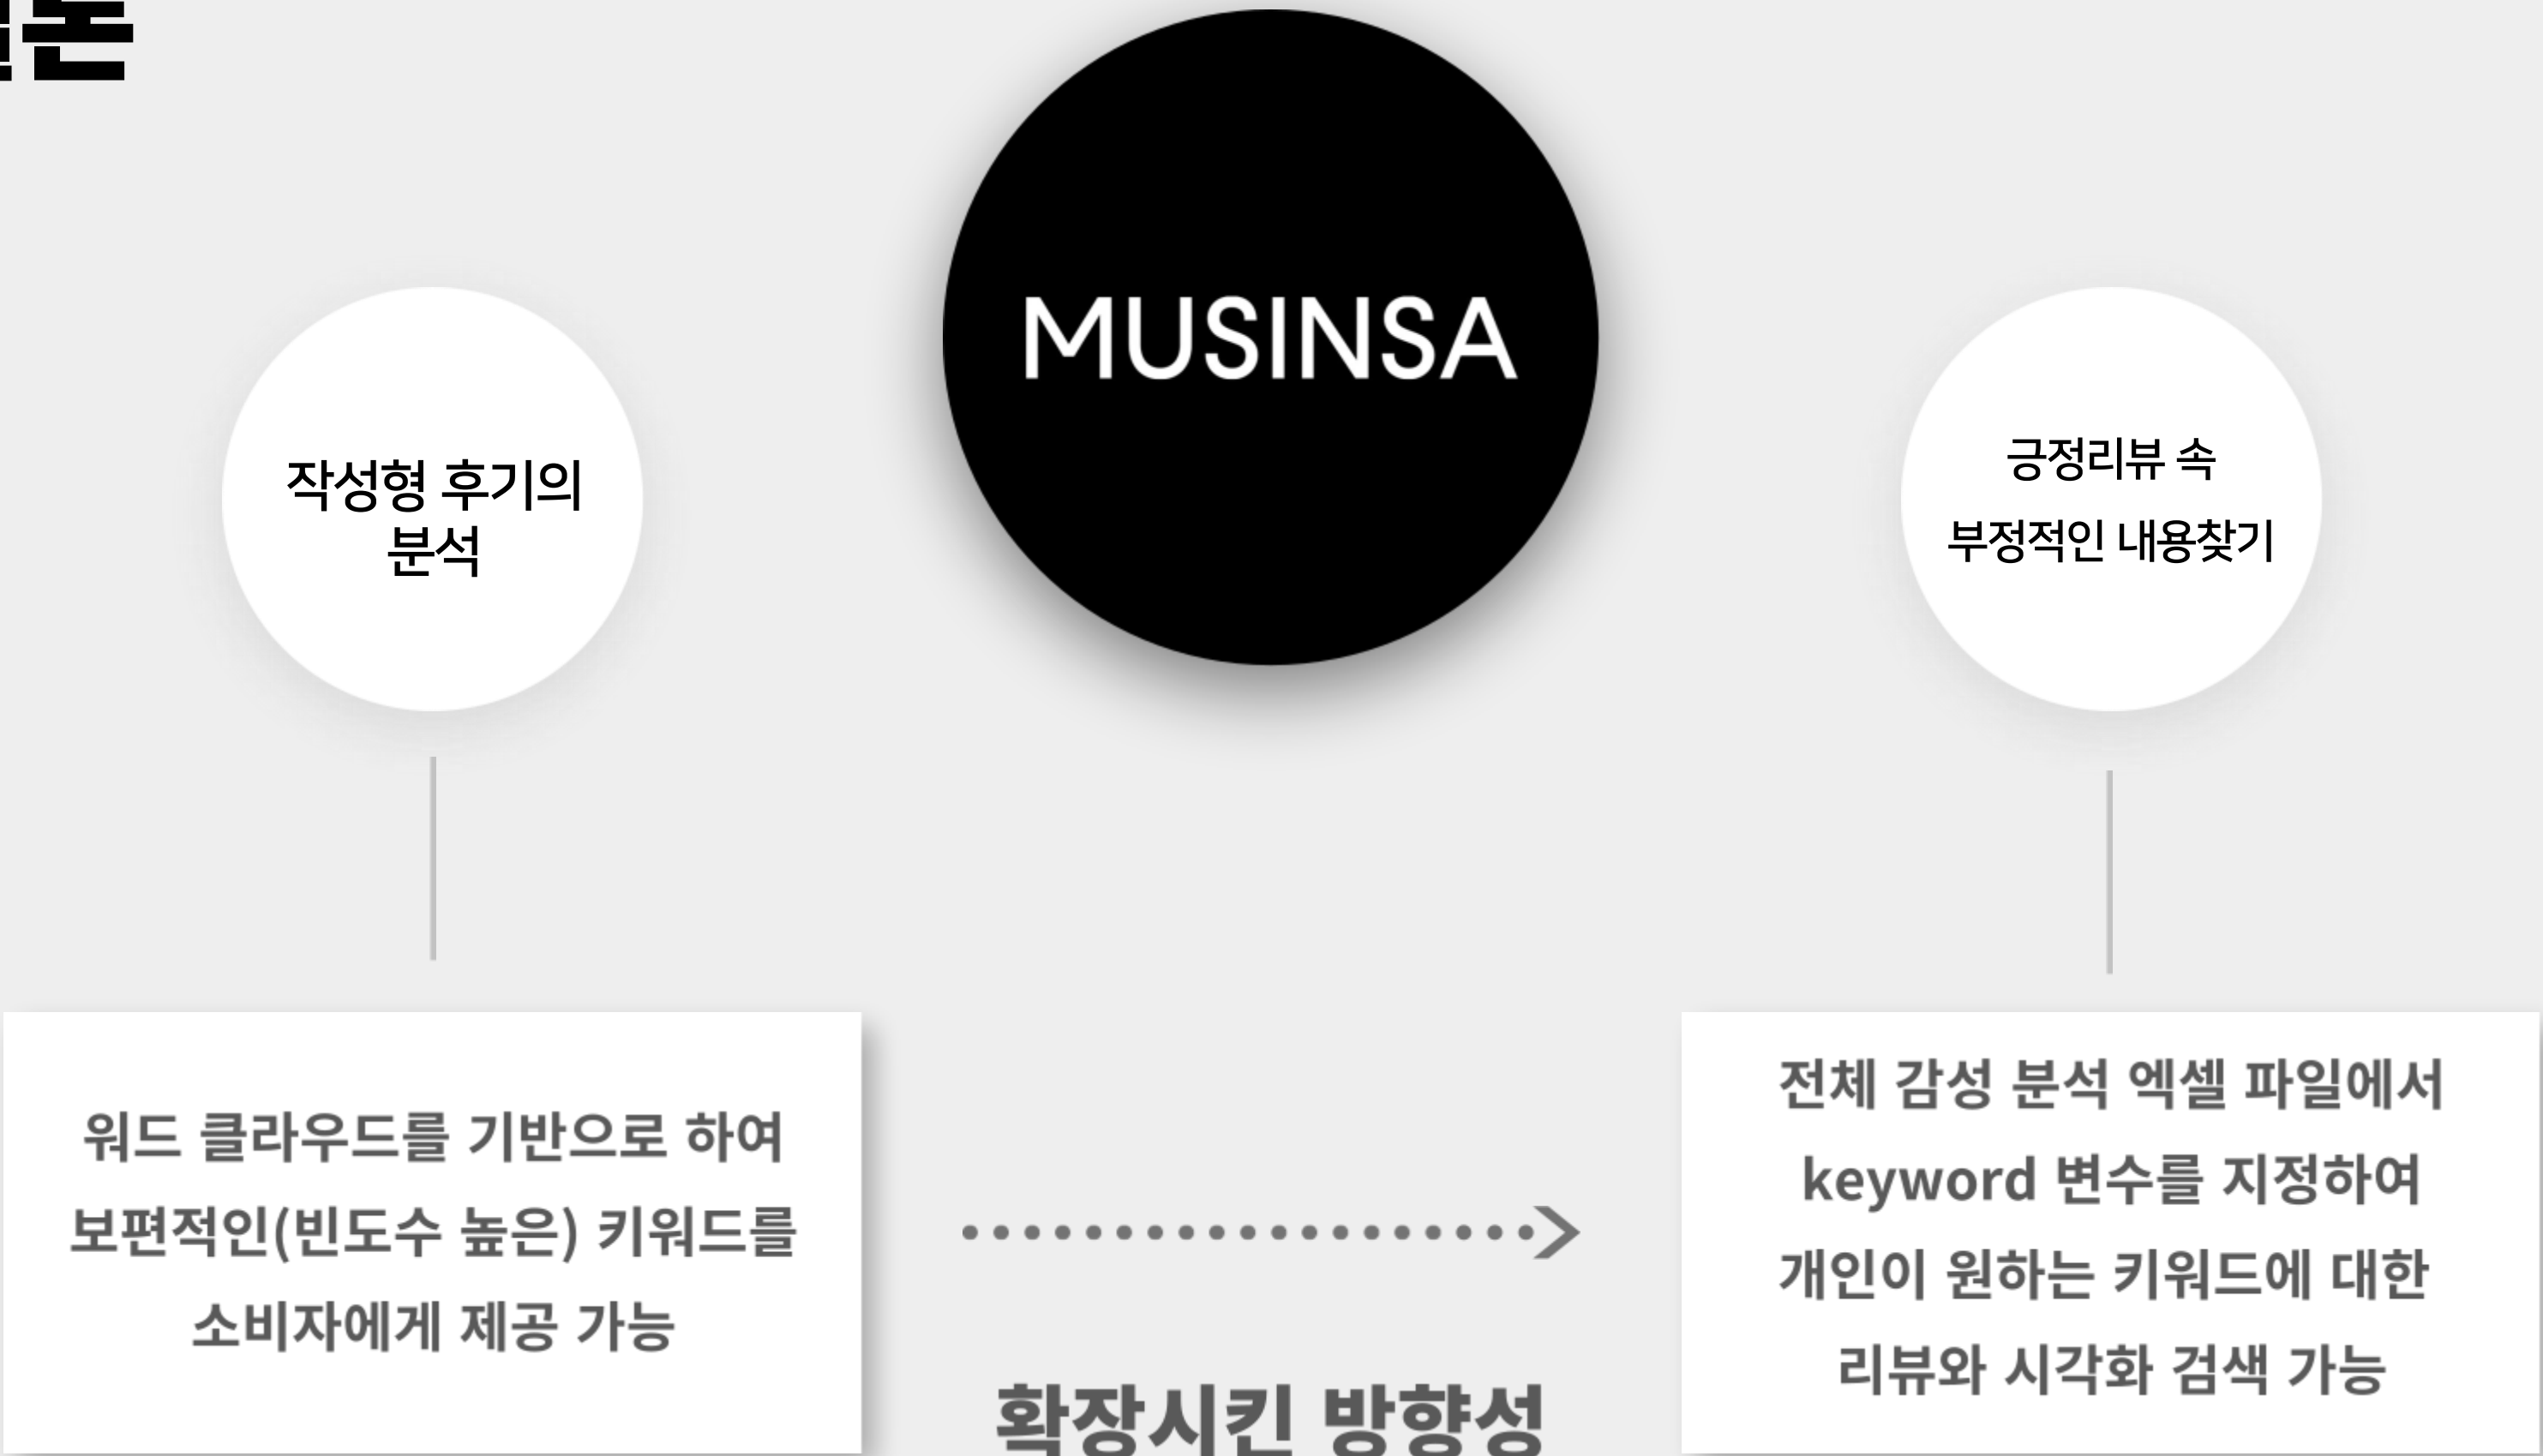 MUSINSA
작성형 후기의
분석
긍정리뷰 속
부정적인 내용찾기
워드 클라우드를 기반으로 하여
보편적인(빈도수 높은) 키워드를
소비자에게 제공 가능
확장시킨 방향성
전체 감성 분석 엑셀 파일에서
keyword 변수를 지정하여
개인이 원하는 키워드에 대한
리뷰와 시각화 검색 가능